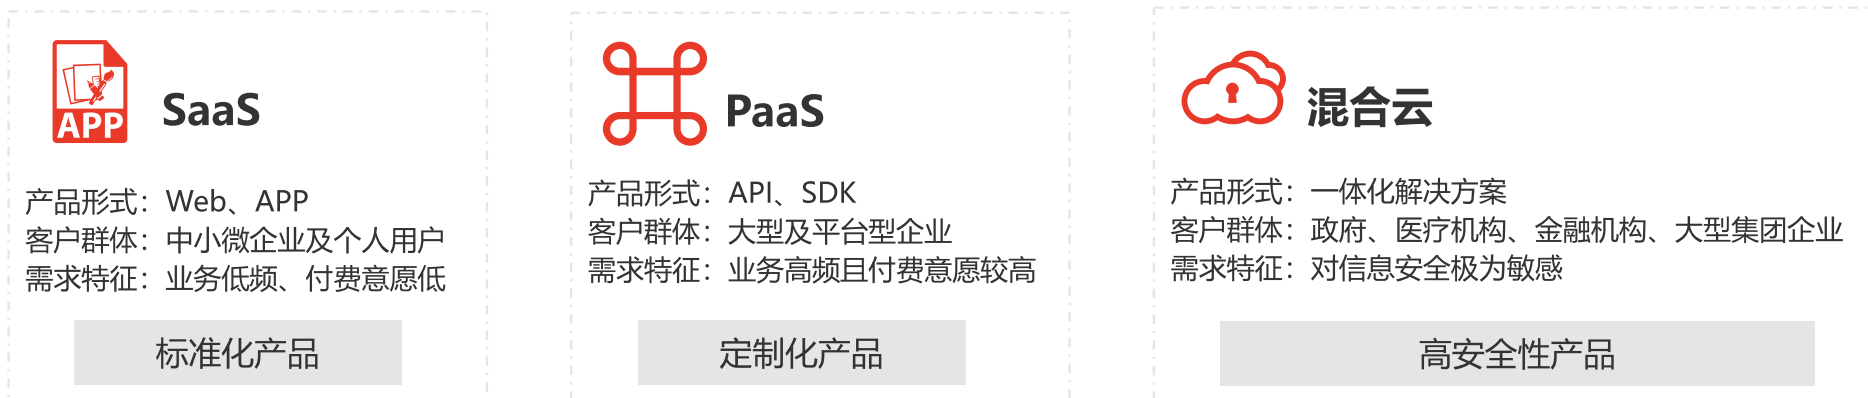 APP
SaaS
产品形式：Web、APP
客户群体：中小微企业及个人用户
需求特征：业务低频、付费意愿低
标准化产品
PaaS
产品形式：API、SDK
客户群体：大型及平台型企业
需求特征：业务高频且付费意愿较高
定制化产品
混合云
产品形式：一体化解决方案
客户群体：政府、医疗机构、金融机构、大型集团企业
需求特征：对信息安全极为敏感
高安全性产品